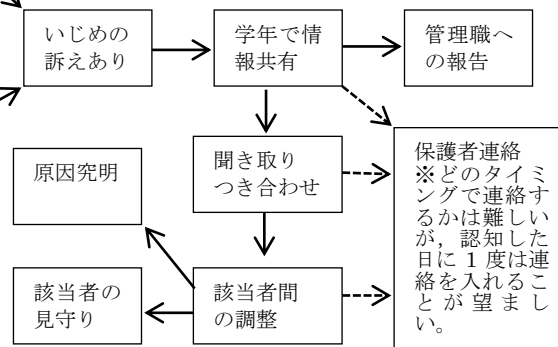 いじめの
訴えあり
学年で情
報共有
管理職へ
の報告
聞き取り
つき合わせ
原因究明
保護者連絡
※どのタイミ
ングで連絡す
るかは難しい
が，認知した
日に 1 度は連
絡を入れるこ
とが望まし
い。
該当者の
見守り
該当者間
の調整